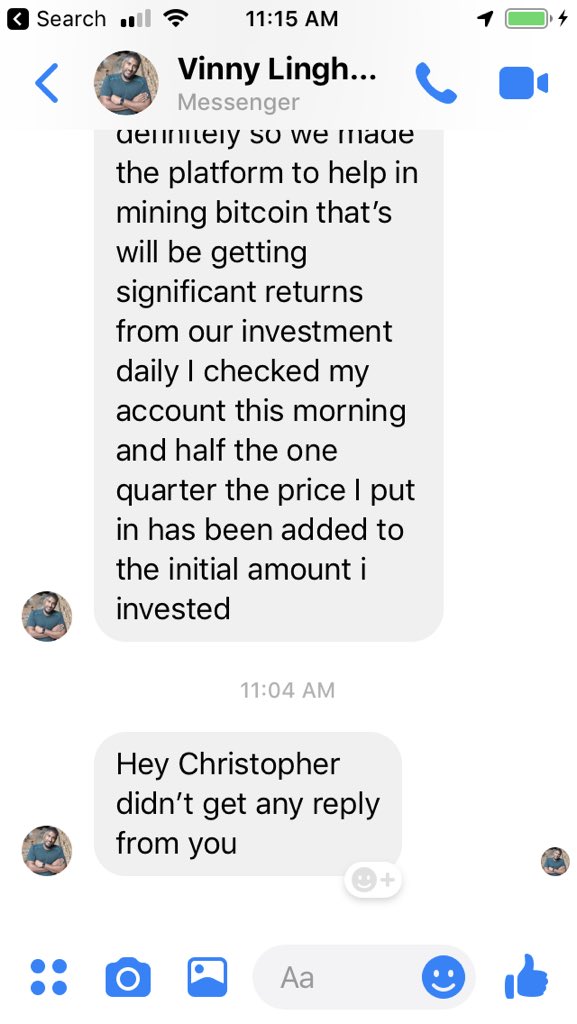 Search 11:15 AM
Vinny Lingh...
Messenger
definitely so we made
the platform to help in
mining bitcoin that’s
will be getting
significant returns
from our investment
daily I checked my
account this morning
and half the one
quarter the price I put
in has been added to
the initial amount i
invested
11:04 AM
Hey Christopher
didn’t get any reply
from you
Aa